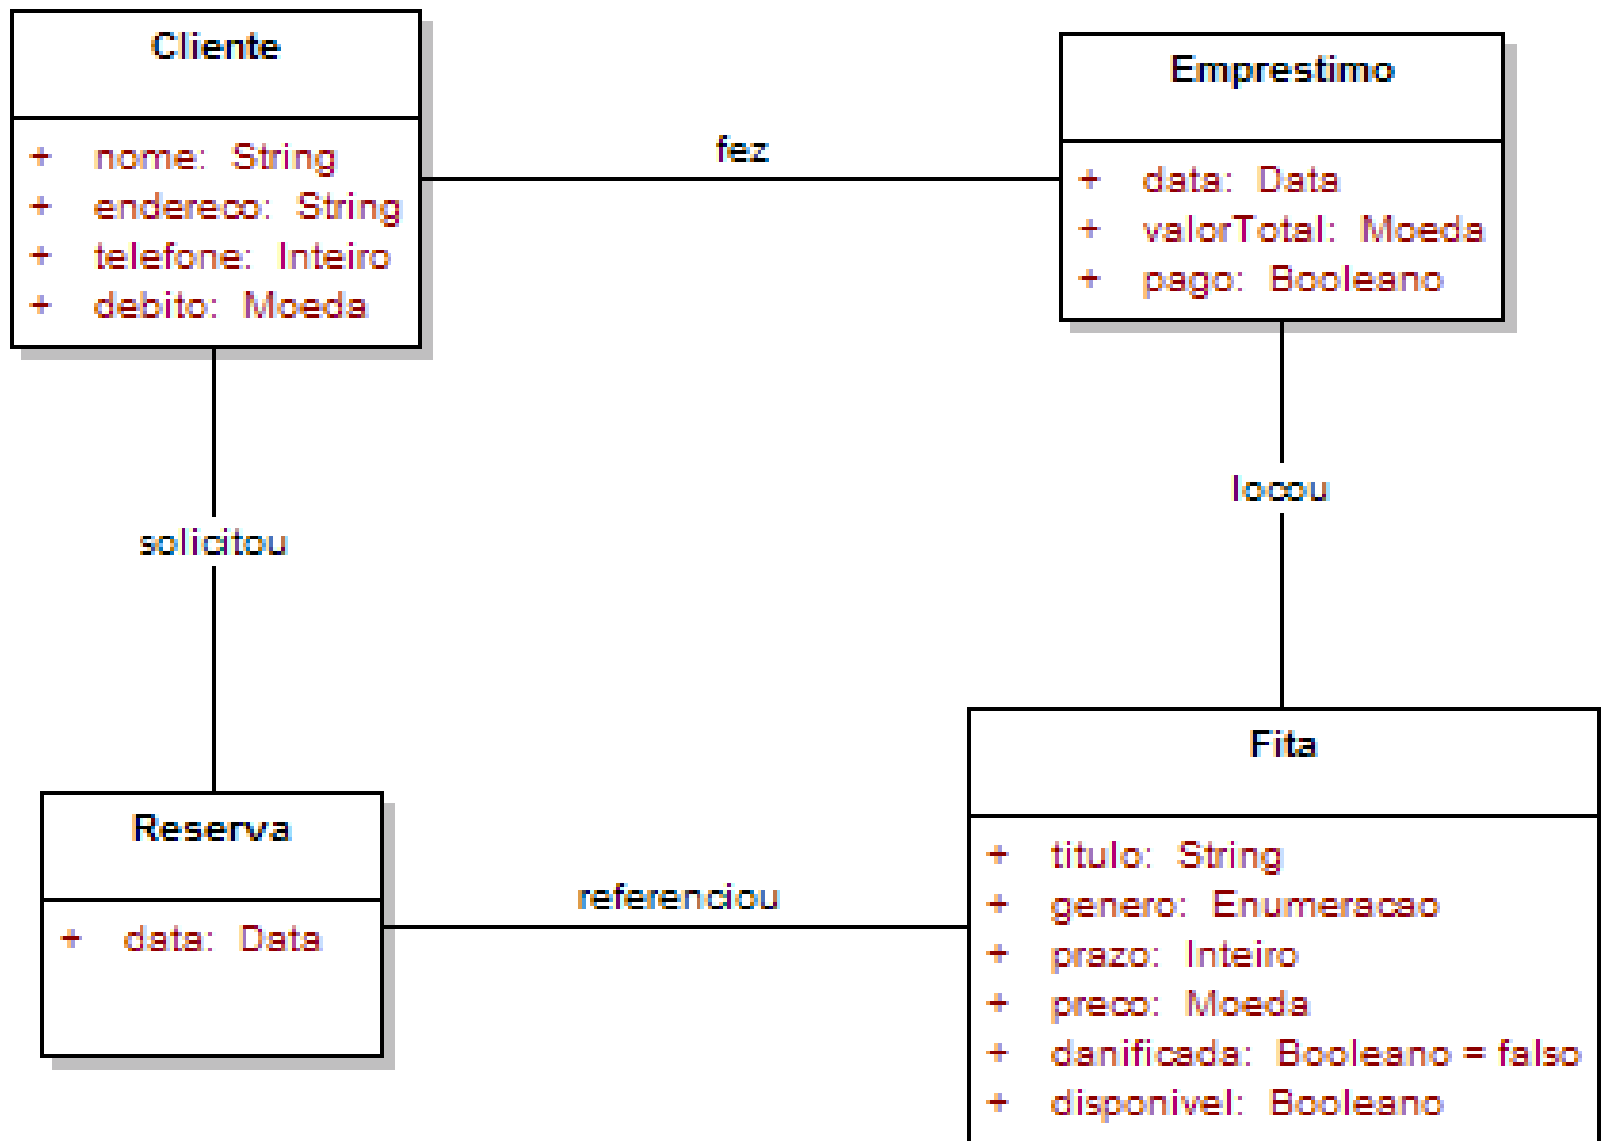 Cliente
+ nome: String
+ endereco: String
+ telefone: Inteiro
+ debito: Moeda
fez
Emprestimo
+ data: Data
+ valorTotal: Moeda
+ pago: Booleano
solicitou
locou
Reserva
+ data: Data
referenciou
Fita
+ titulo: String
+ genero: Enumeracao
+ prazo: Inteiro
+ preco: Moeda
+ danificada: Booleano = falso
+ disponivel: Booleano